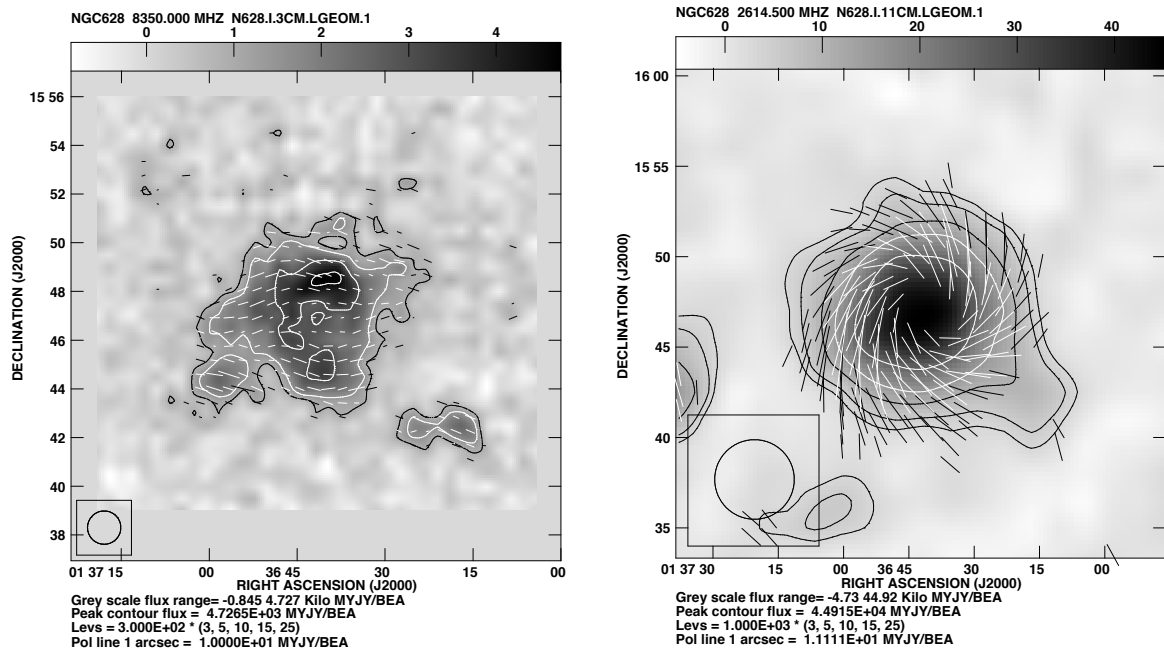 NGC628 8350.000 MHZ N628.I.3CM.LGEOM.1
0 1 2 3 4
15 56
54
52
50
48
46
44
42
40
38
DECLINATION (J2000)
01 37 15 00 36 45 30 15 00
RIGHT ASCENSION (J2000)
Grey scale flux range= -0.845 4.727 Kilo MYJY/BEA
Peak contour flux = 4.7265E+03 MYJY/BEA
Levs = 3.000E+02 * (3, 5, 10, 15, 25)
Pol line 1 arcsec = 1.0000E+01 MYJY/BEA
NGC628 2614.500 MHZ N628.I.11CM.LGEOM.1
0 10 20 30 40
16 00
15 55
50
45
40
35
DECLINATION (J2000)
01 37 30 15 00 36 45 30 15 00
RIGHT ASCENSION (J2000)
Grey scale flux range= -4.73 44.92 Kilo MYJY/BEA
Peak contour flux = 4.4915E+04 MYJY/BEA
Levs = 1.000E+03 * (3, 5, 10, 15, 25)
Pol line 1 arcsec = 1.1111E+01 MYJY/BEA